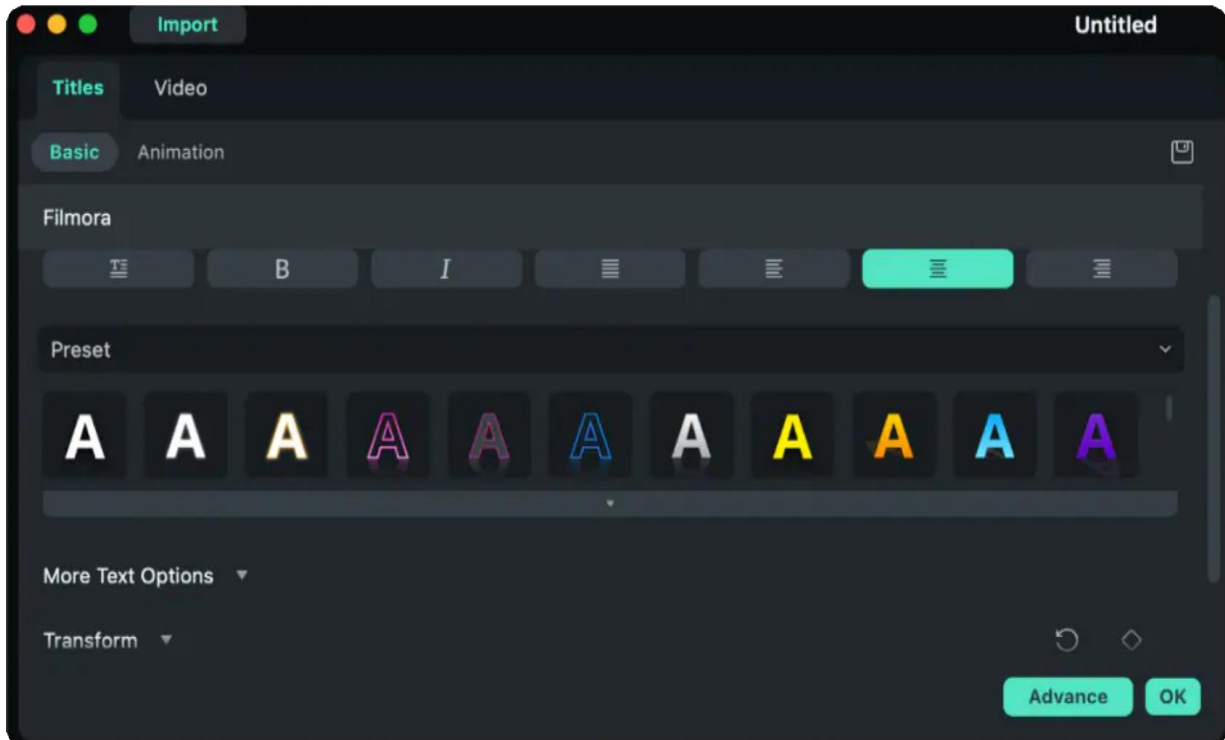 Import Untitled
Titles Video
Basic Animation
Filmora
B I
Preset
A A A A A A A A A A A
More Text Options
Transform
Advance OK